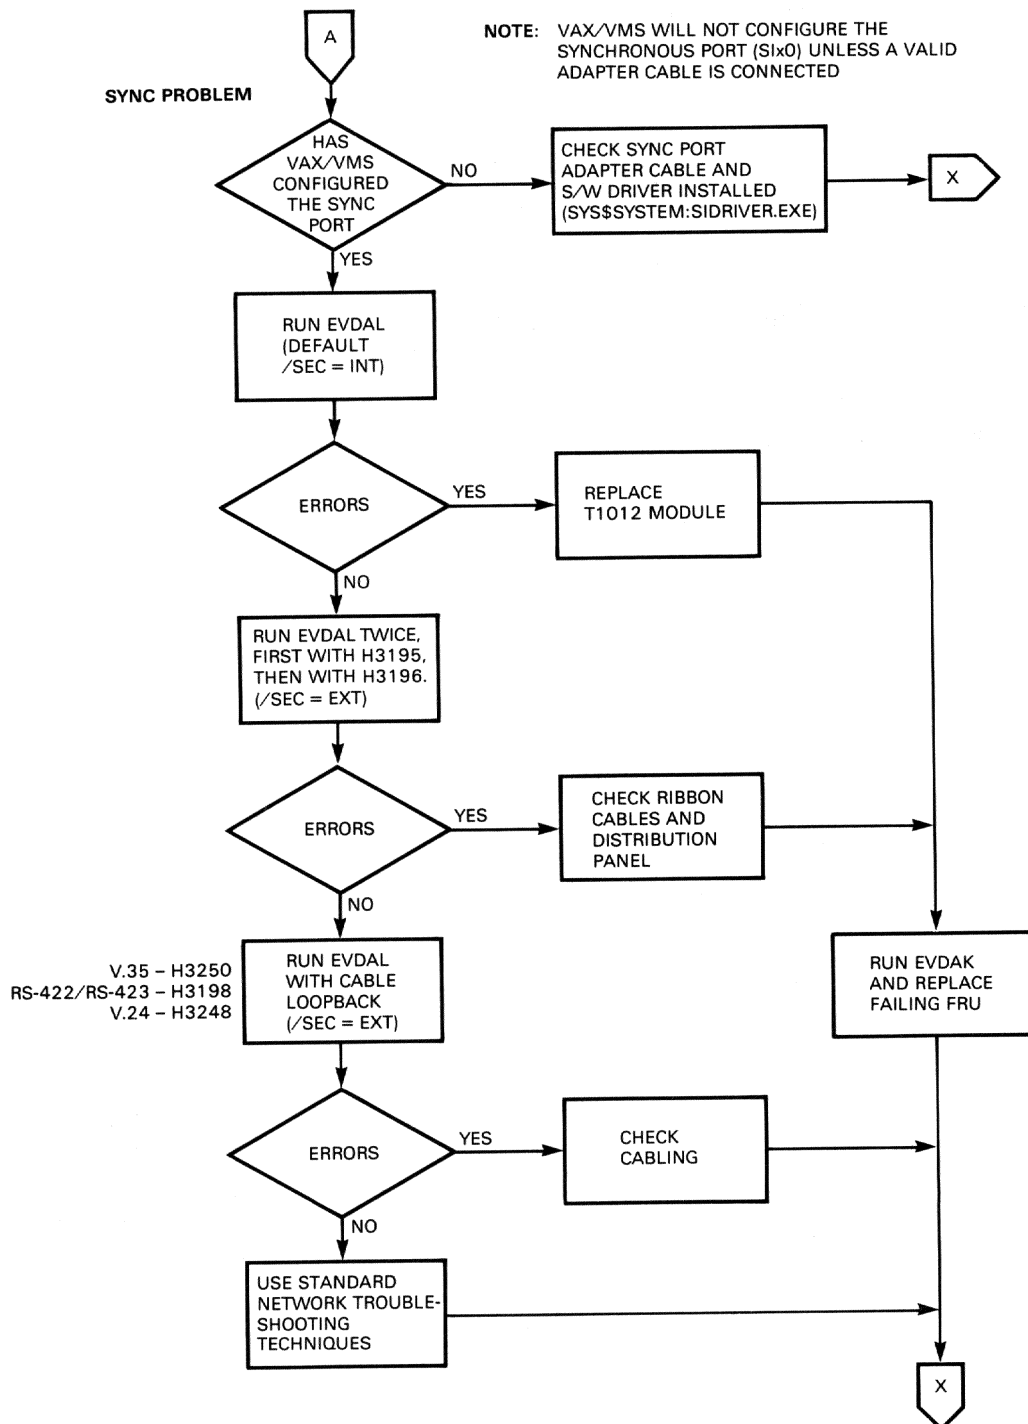 A
NOTE: VAX/VMS WILL NOT CONFIGURE THE
SYNCHRONOUS PORT (SIx0) UNLESS A VALID
ADAPTER CABLE IS CONNECTED
SYNC PROBLEM
HAS
VAX/VMS
CONFIGURED
THE SYNC
PORT
NO
CHECK SYNC PORT
ADAPTER CABLE AND
S/W DRIVER INSTALLED
(SYS$SYSTEM:SIDRIVER.EXE)
X
YES
RUN EVDAL
(DEFAULT
/SEC = INT)
ERRORS
YES
REPLACE
T1012 MODULE
NO
RUN EVDAL TWICE,
FIRST WITH H3195,
THEN WITH H3196.
(/SEC = EXT)
ERRORS
YES
CHECK RIBBON
CABLES AND
DISTRIBUTION
PANEL
NO
V.35 – H3250
RS-422/RS-423 – H3198
V.24 – H3248
RUN EVDAL
WITH CABLE
LOOPBACK
(/SEC = EXT)
RUN EVDAK
AND REPLACE
FAILING FRU
ERRORS
YES
CHECK
CABLING
NO
USE STANDARD
NETWORK TROUBLE-
SHOOTING
TECHNIQUES
X